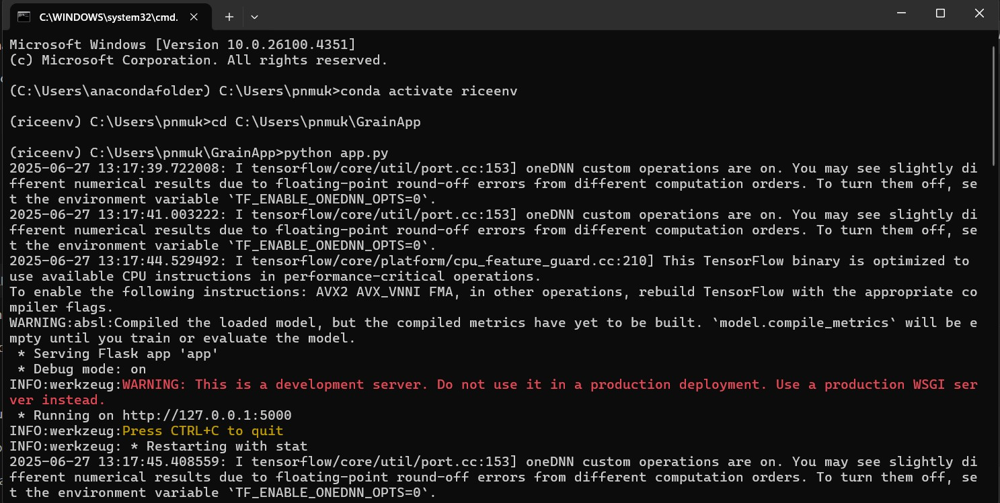 C:\WINDOWS\system32\cmd.
Microsoft Windows [Version 10.0.26100.4351]
(c) Microsoft Corporation. All rights reserved.
(C:\Users\anacondafolder) C:\Users\pnmuk>conda activate riceenv
(riceenv) C:\Users\pnmuk>cd C:\Users\pnmuk\GrainApp
(riceenv) C:\Users\pnmuk\GrainApp>python app.py
2025-06-27 13:17:39.722008: I tensorflow/core/util/port.cc:153] oneDNN custom operations are on. You may see slightly di
fferent numerical results due to floating-point round-off errors from different computation orders. To turn them off, se
t the environment variable `TF_ENABLE_ONEDNN_OPTS=0`.
2025-06-27 13:17:41.003222: I tensorflow/core/util/port.cc:153] oneDNN custom operations are on. You may see slightly di
fferent numerical results due to floating-point round-off errors from different computation orders. To turn them off, se
t the environment variable `TF_ENABLE_ONEDNN_OPTS=0`.
2025-06-27 13:17:44.529492: I tensorflow/core/platform/cpu_feature_guard.cc:210] This TensorFlow binary is optimized to
use available CPU instructions in performance-critical operations.
To enable the following instructions: AVX2 AVX_VNNI FMA, in other operations, rebuild TensorFlow with the appropriate co
mpiler flags.
WARNING:absl:Compiled the loaded model, but the compiled metrics have yet to be built. `model.compile_metrics` will be e
mpty until you train or evaluate the model.
 * Serving Flask app 'app'
 * Debug mode: on
INFO:werkzeug:WARNING: This is a development server. Do not use it in a production deployment. Use a production WSGI ser
ver instead.
 * Running on http://127.0.0.1:5000
INFO:werkzeug:Press CTRL+C to quit
INFO:werkzeug: * Restarting with stat
2025-06-27 13:17:45.408559: I tensorflow/core/util/port.cc:153] oneDNN custom operations are on. You may see slightly di
fferent numerical results due to floating-point round-off errors from different computation orders. To turn them off, se
t the environment variable `TF_ENABLE_ONEDNN_OPTS=0`.